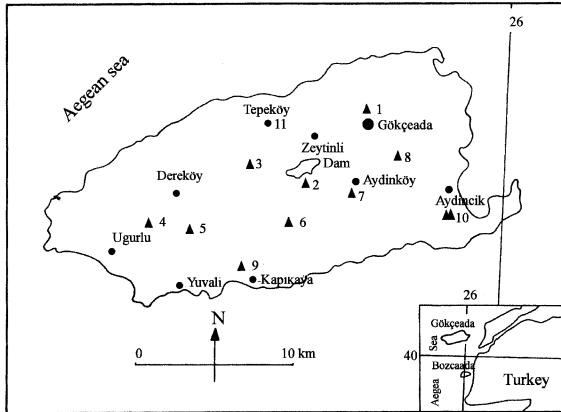 26
Aegean sea
1
Tepeköy
11
Gökçeada
Zeytinli
Dam
8
3
Dereköy
2
Aydinköy
7
Aydincik
10
4
5
6
Ugurlu
9
Kapıkaya
Yuvali
N
0 10 km
26
Gökçeada
Sea
40
Bozcaada
Aegea
Turkey